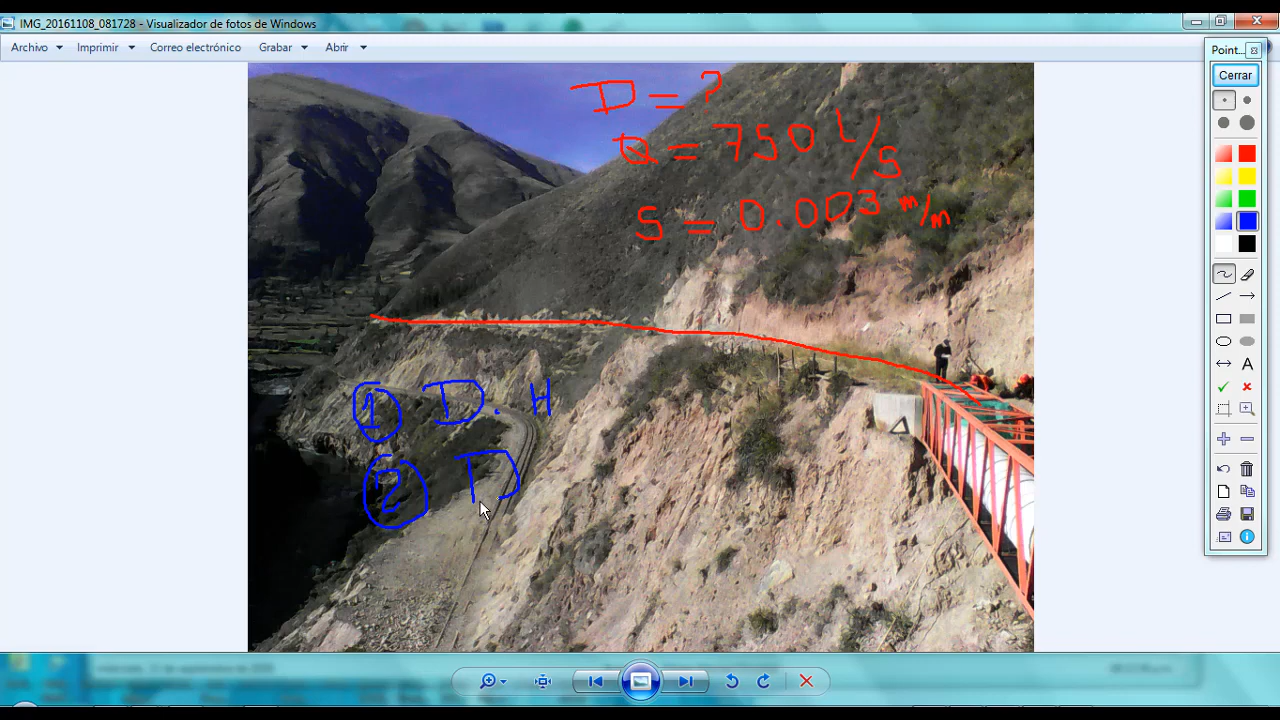 IMG_20161108_081728 - Visualizador de fotos de Windows
Archivo Imprimir Correo electrónico Grabar Abrir
Point...
Cerrar
D = ?
Q = 750 L/s
S = 0.003 m/m
1 D. H
2 D
A